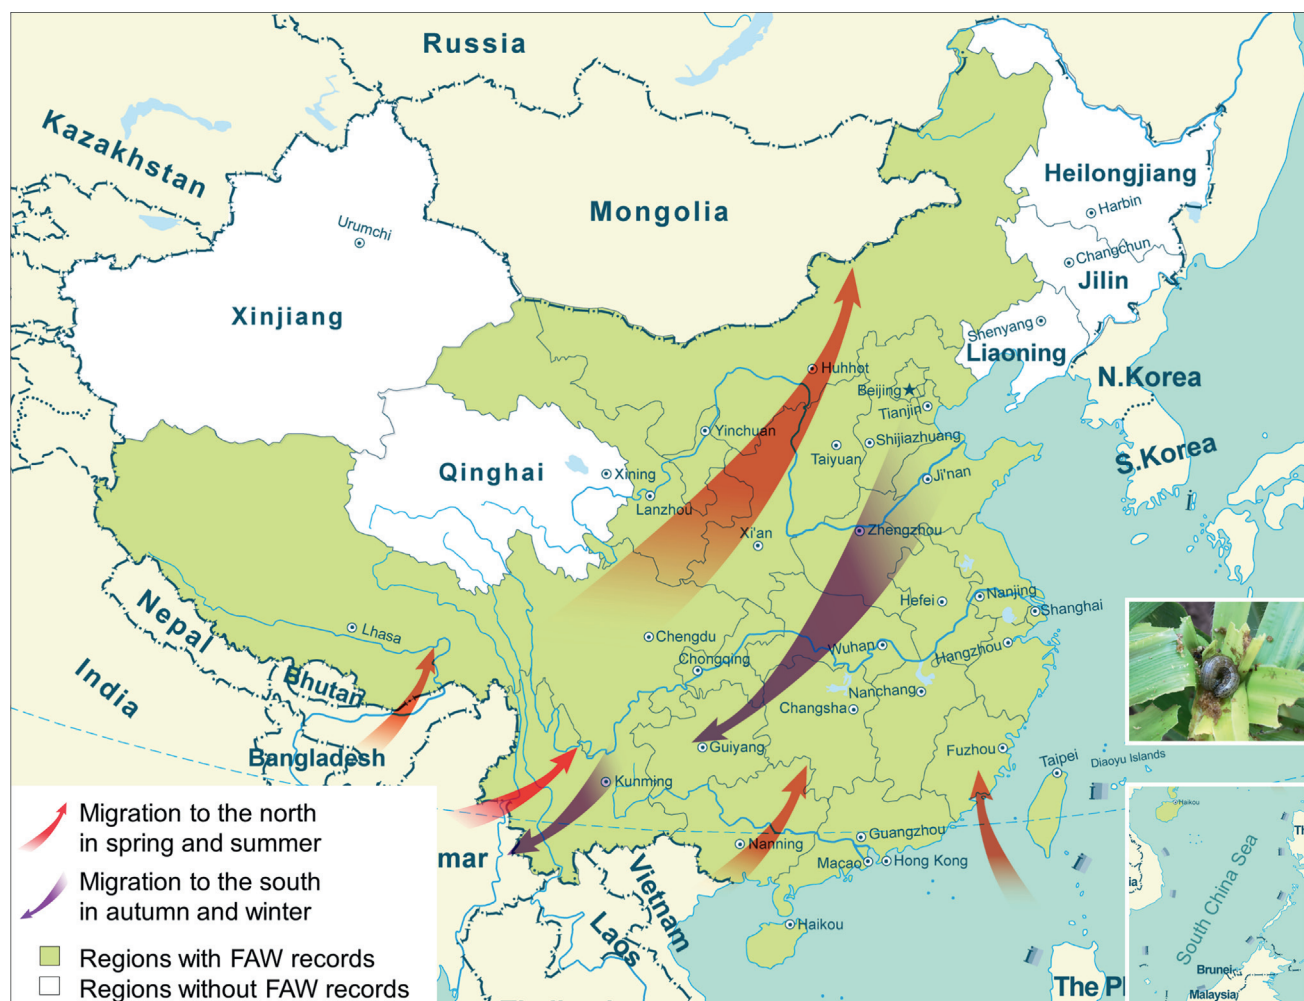 Russia
Kazakhstan
Mongolia
Heilongjiang
Harbin
Urumchi
Changchun
Jilin
Xinjiang
Shenyang
Liaoning
Huhhot
Beijing
N.Korea
Tianjin
Yinchuan
Shijiazhuang
Taiyuan
S.Korea
Qinghai
Xining
Ji'nan
Lanzhou
Xi'an
Zhengzhou
Nepal
Hefei
Nanjing
Shanghai
Lhasa
Chengdu
Wuhan
Hangzhou
Chongqing
India
Bhutan
Nanchang
Changsha
Bangladesh
Guiyang
Fuzhou
Taipei
Diaoyu Islands
Kunming
Haikou
Migration to the north
in spring and summer
Guangzhou
Nanning
mar
Macao
Hong Kong
Vietnam
Migration to the south
in autumn and winter
Haikou
Laos
South China Sea
Regions with FAW records
Brunei
The P
Regions without FAW records
Malaysia